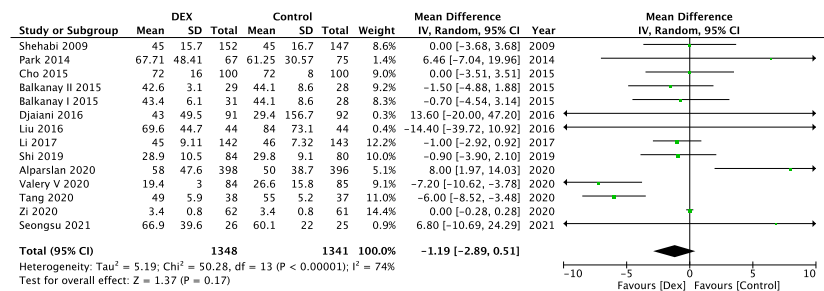 DEX Control Mean Difference Mean Difference
Study or Subgroup Mean SD Total Mean SD Total Weight IV, Random, 95% CI Year IV, Random, 95% CI
Shehabi 2009 45 15.7 152 45 16.7 147 8.6% 0.00 [-3.68, 3.68] 2009
Park 2014 67.71 48.41 67 61.25 30.57 75 1.5% 6.46 [-7.04, 19.96] 2014
Cho 2015 72 16 100 72 8 100 8.8% 0.00 [-3.51, 3.51] 2015
Balkanay II 2015 42.6 3.1 29 44.1 8.6 28 9.0% -1.50 [-4.88, 1.88] 2015
Balkanay I 2015 43.4 6.1 31 44.1 8.6 28 8.1% -0.70 [-4.54, 3.14] 2015
Djaiani 2016 43 49.5 91 29.4 156.7 92 0.2% 13.60 [-20.00, 47.20] 2016
Liu 2016 69.6 44.7 44 84 73.1 44 0.4% -14.40 [-39.72, 10.92] 2016
Li 2017 45 9.11 142 46 7.32 143 12.2% -1.00 [-2.92, 0.92] 2017
Shi 2019 28.9 10.5 84 29.8 9.1 80 9.6% -0.90 [-3.90, 2.10] 2019
Alparslan 2020 58 47.6 398 50 38.7 396 5.1% 8.00 [1.97, 14.03] 2020
Valery V 2020 19.4 3 84 26.6 15.8 85 9.0% -7.20 [-10.62, -3.78] 2020
Tang 2020 49 5.9 38 55 5.2 37 10.8% -6.00 [-8.52, -3.48] 2020
Zi 2020 3.4 0.8 62 3.4 0.8 61 14.8% 0.00 [-0.28, 0.28] 2020
Seongsu 2021 66.9 39.6 26 60.1 22 25 0.9% 6.80 [-10.69, 24.29] 2021
Total (95% CI) 1348 1341 100.0% -1.19 [-2.89, 0.51]
Heterogeneity: Tau² = 5.19; Chi² = 50.28, df = 13 (P < 0.00001); I² = 74%
Test for overall effect: Z = 1.37 (P = 0.17)
-10 -5 0 5 10
Favours [Dex] Favours [Control]